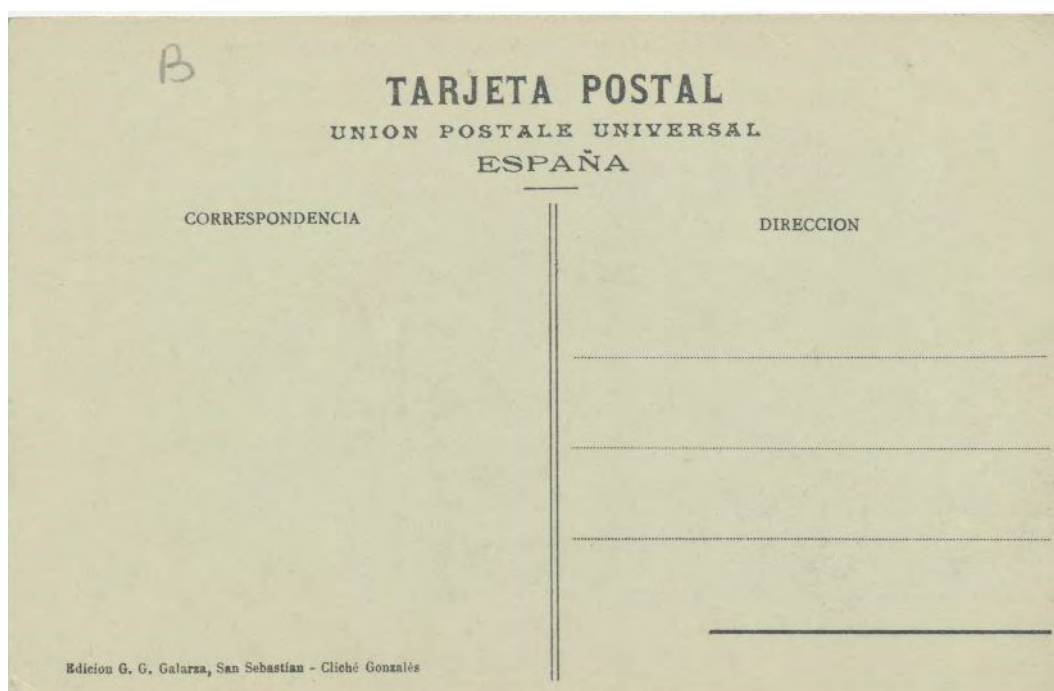 B
TARJETA POSTAL
UNION POSTALE UNIVERSAL
ESPAÑA
CORRESPONDENCIA
DIRECCION
Edicion G. G. Galarza, San Sebastian - Cliché Gonzalès